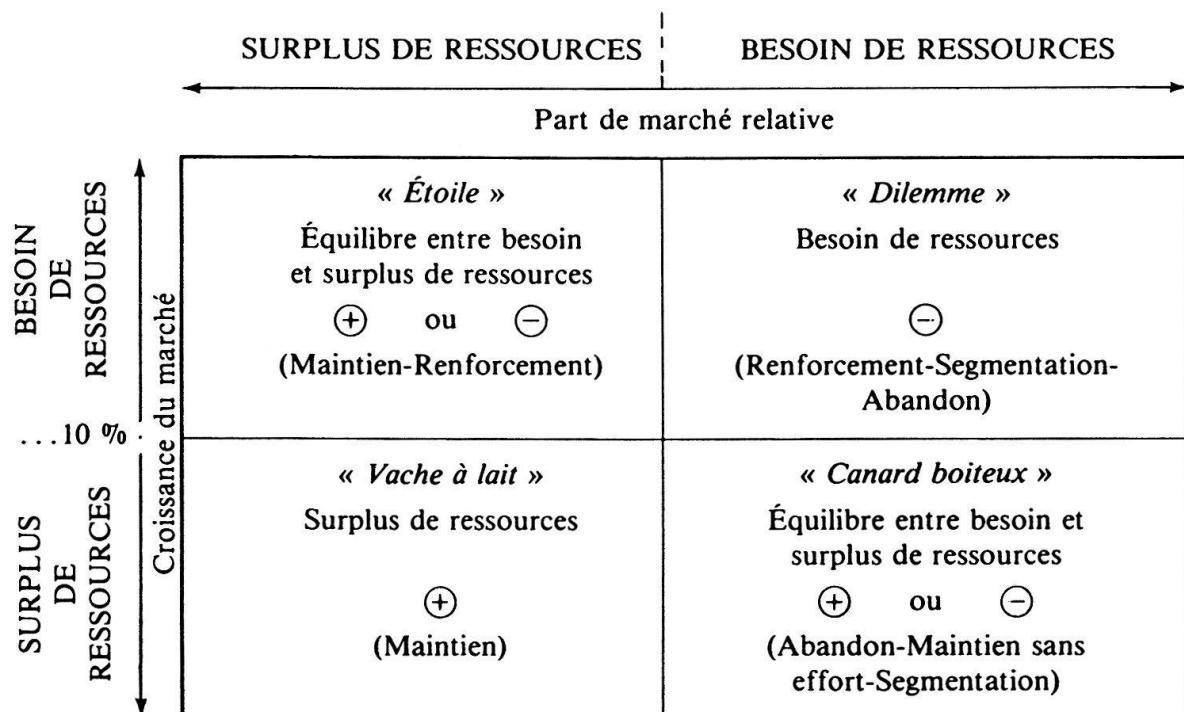 SURPLUS DE RESSOURCES
BESOIN DE RESSOURCES
Part de marché relative
BESOIN
DE
RESSOURCES
Croissance du marché
...10 %
SURPLUS
DE
RESSOURCES
« Étoile »
Équilibre entre besoin
et surplus de ressources
+ ou -
(Maintien-Renforcement)
« Dilemme »
Besoin de ressources
-
(Renforcement-Segmentation-
Abandon)
« Vache à lait »
Surplus de ressources
+
(Maintien)
« Canard boiteux »
Équilibre entre besoin et
surplus de ressources
+ ou -
(Abandon-Maintien sans
effort-Segmentation)